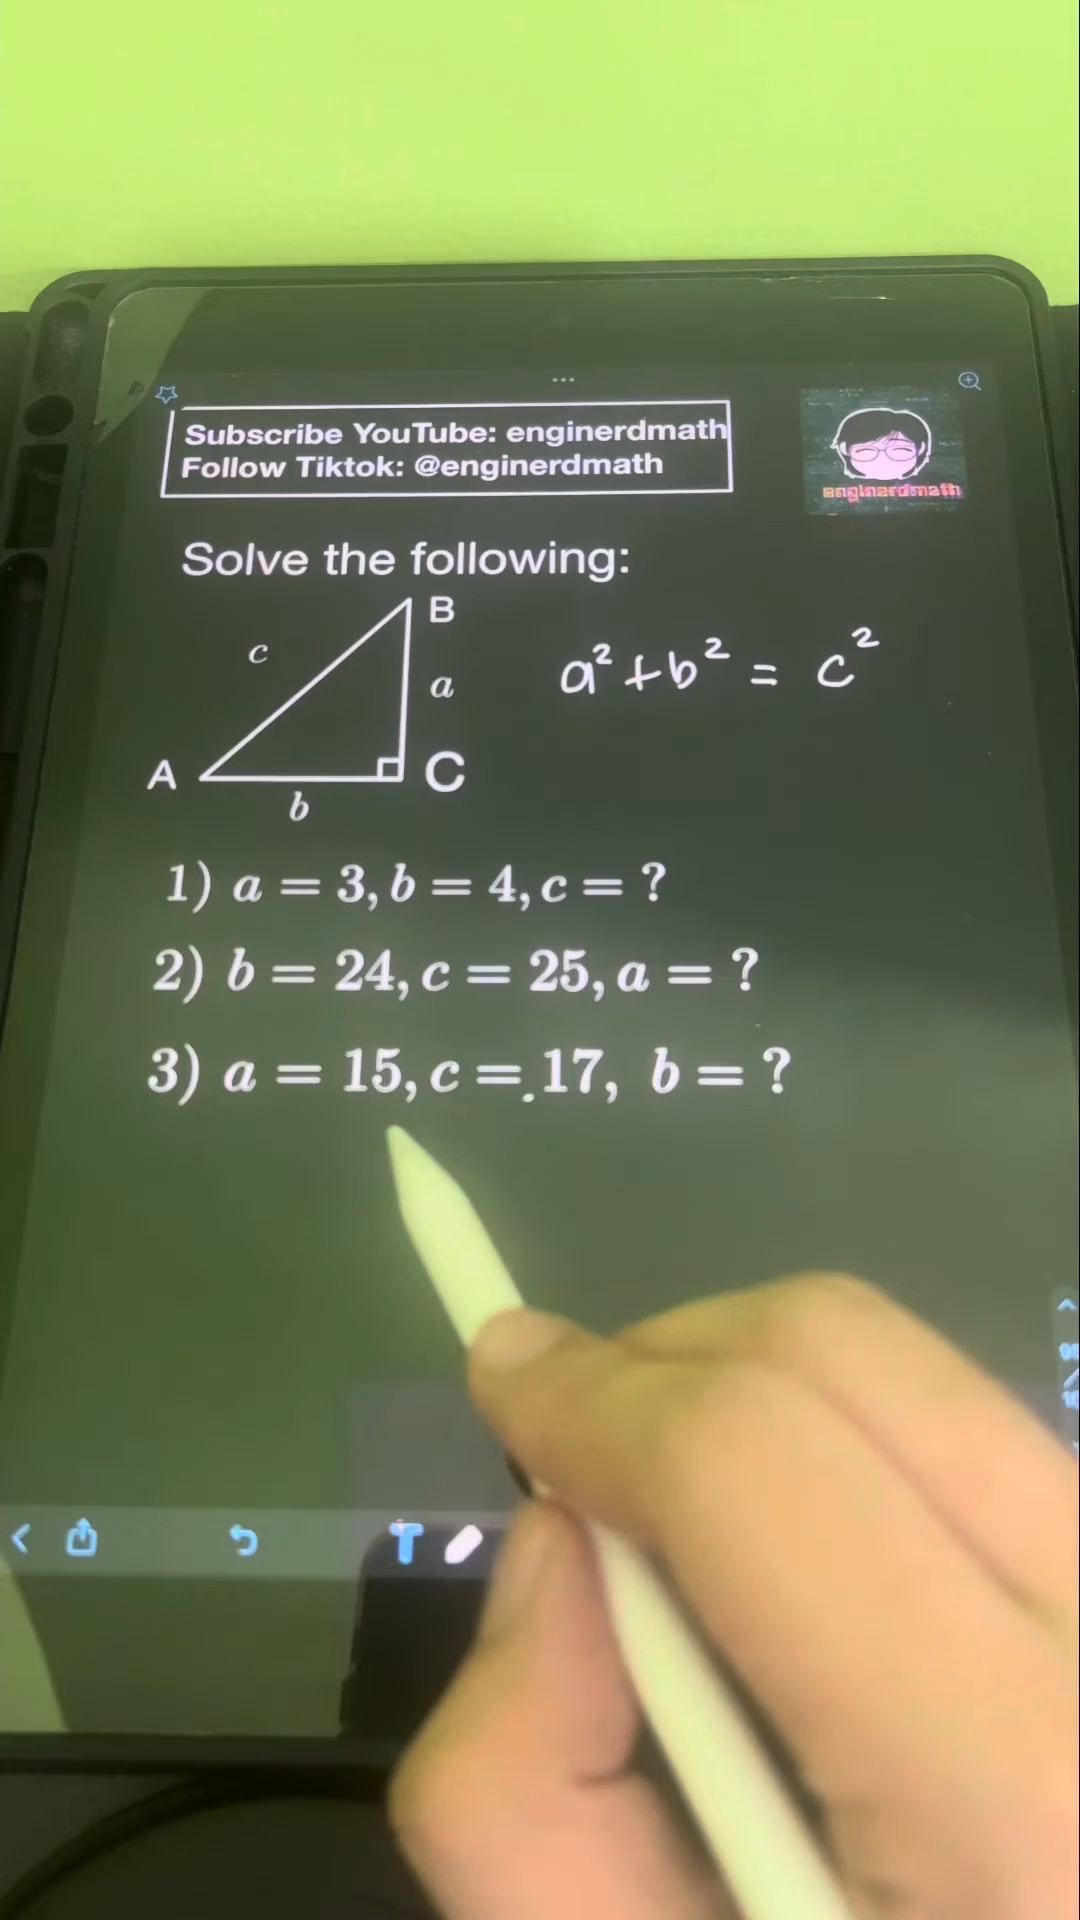 Subscribe YouTube: enginerdmath
Follow Tiktok: @enginerdmath
enginerdmath
Solve the following:
B
c
a
a² + b² = c²
A
C
b
1) a = 3, b = 4, c = ?
2) b = 24, c = 25, a = ?
3) a = 15, c = 17, b = ?